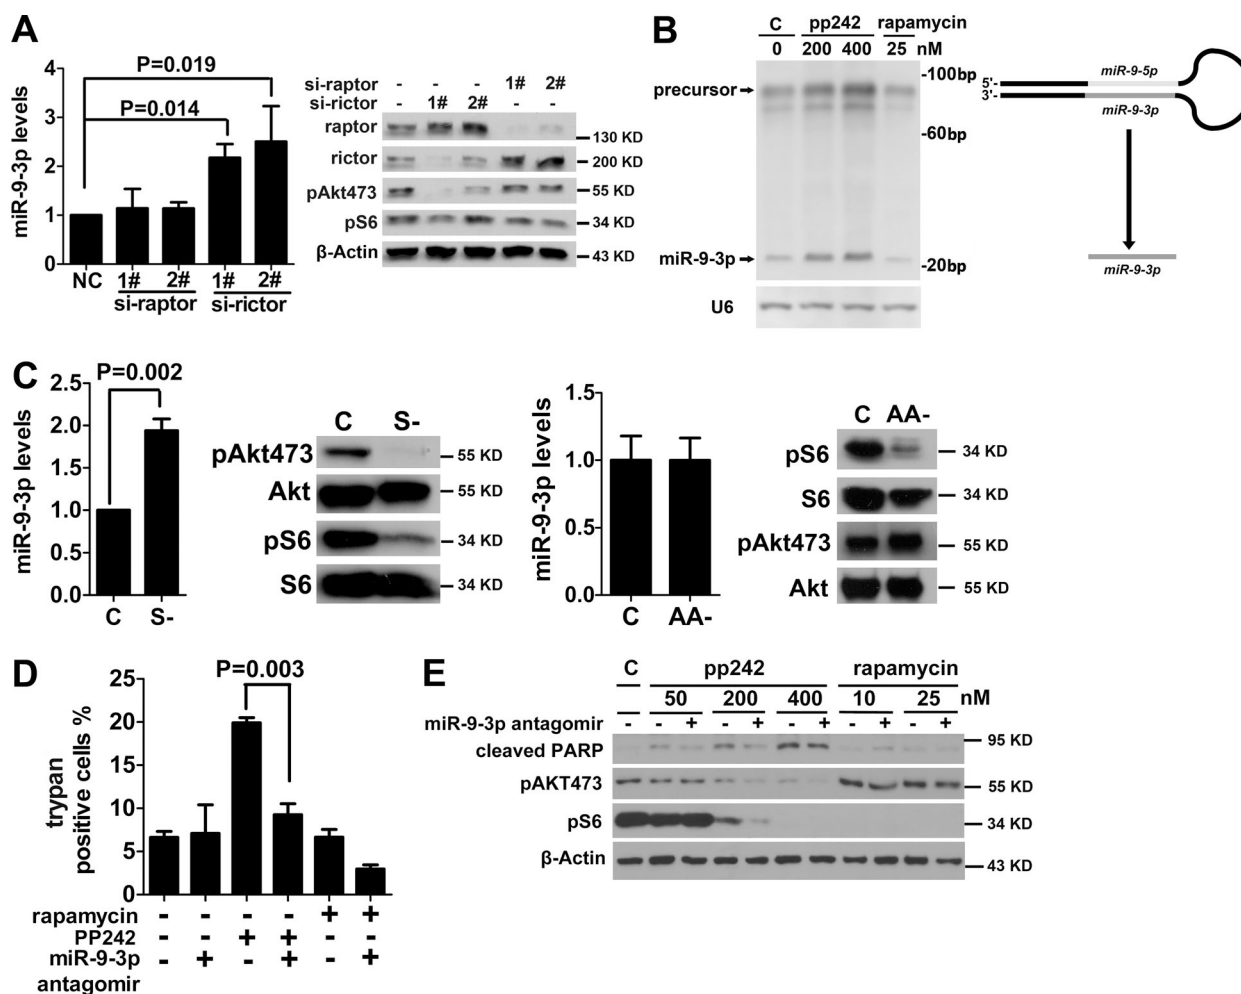 A
miR-9-3p levels
4
3
2
1
0
P=0.019
P=0.014
NC
1#
2#
1#
2#
si-raptor
si-rictor
si-raptor - - - 1# 2#
si-rictor - 1# 2# - -
raptor
130 KD
rictor
200 KD
pAkt473
55 KD
pS6
34 KD
β-Actin
43 KD
B
C pp242 rapamycin
0 200 400 25 nM
100bp
precursor
60bp
miR-9-3p
20bp
U6
5'-
miR-9-5p
3'-
miR-9-3p
miR-9-3p
C
miR-9-3p levels
P=0.002
2.5
2.0
1.5
1.0
0.5
0.0
C S-
C S-
pAkt473 55 KD
Akt 55 KD
pS6 34 KD
S6 34 KD
miR-9-3p levels
1.5
1.0
0.5
0.0
C AA-
C AA-
pS6 34 KD
S6 34 KD
pAkt473 55 KD
Akt 55 KD
D
P=0.003
trypan
positive cells %
25
20
15
10
5
0
rapamycin - - - - + +
PP242 - - + + - -
miR-9-3p - + - + - +
antagomir
E
C pp242 rapamycin
50 200 400 10 25 nM
miR-9-3p antagomir - - + - + - + - + - +
cleaved PARP 95 KD
pAKT473 55 KD
pS6 34 KD
β-Actin 43 KD